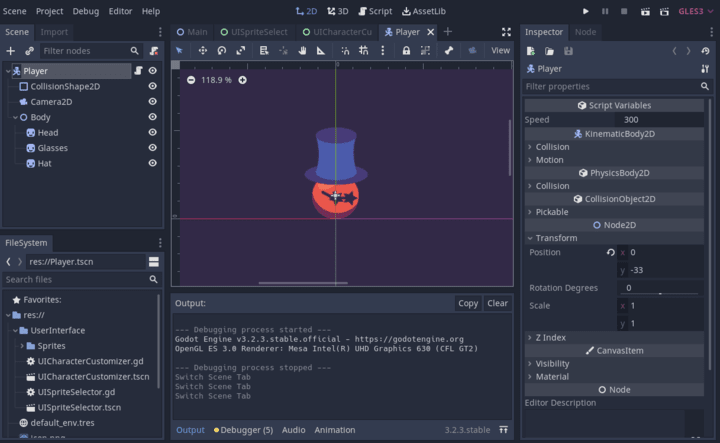 Scene Project Debug Editor Help
2D 3D Script AssetLib
GLES3
Scene Import
Filter nodes
Player
CollisionShape2D
Camera2D
Body
Head
Glasses
Hat
FileSystem
res://Player.tscn
Search files
Favorites:
res://
UserInterface
Sprites
UICharacterCustomizer.gd
UICharacterCustomizer.tscn
UISpriteSelector.gd
UISpriteSelector.tscn
default_env.tres
icon.png
Main UISpriteSelect UICharacterCu Player
View
118.9 %
Output: Copy Clear
--- Debugging process started ---
Godot Engine v3.2.3.stable.official - https://godotengine.org
OpenGL ES 3.0 Renderer: Mesa Intel(R) UHD Graphics 630 (CFL GT2)
--- Debugging process stopped ---
Switch Scene Tab
Switch Scene Tab
Switch Scene Tab
Output Debugger (5) Audio Animation 3.2.3.stable
Inspector Node
Player
Filter properties
Script Variables
Speed 300
KinematicBody2D
Collision
Motion
PhysicsBody2D
Collision
CollisionObject2D
Pickable
Node2D
Transform
Position x 0
y -33
Rotation Degrees 0
Scale x 1
y 1
Z Index
CanvasItem
Visibility
Material
Node
Editor Description